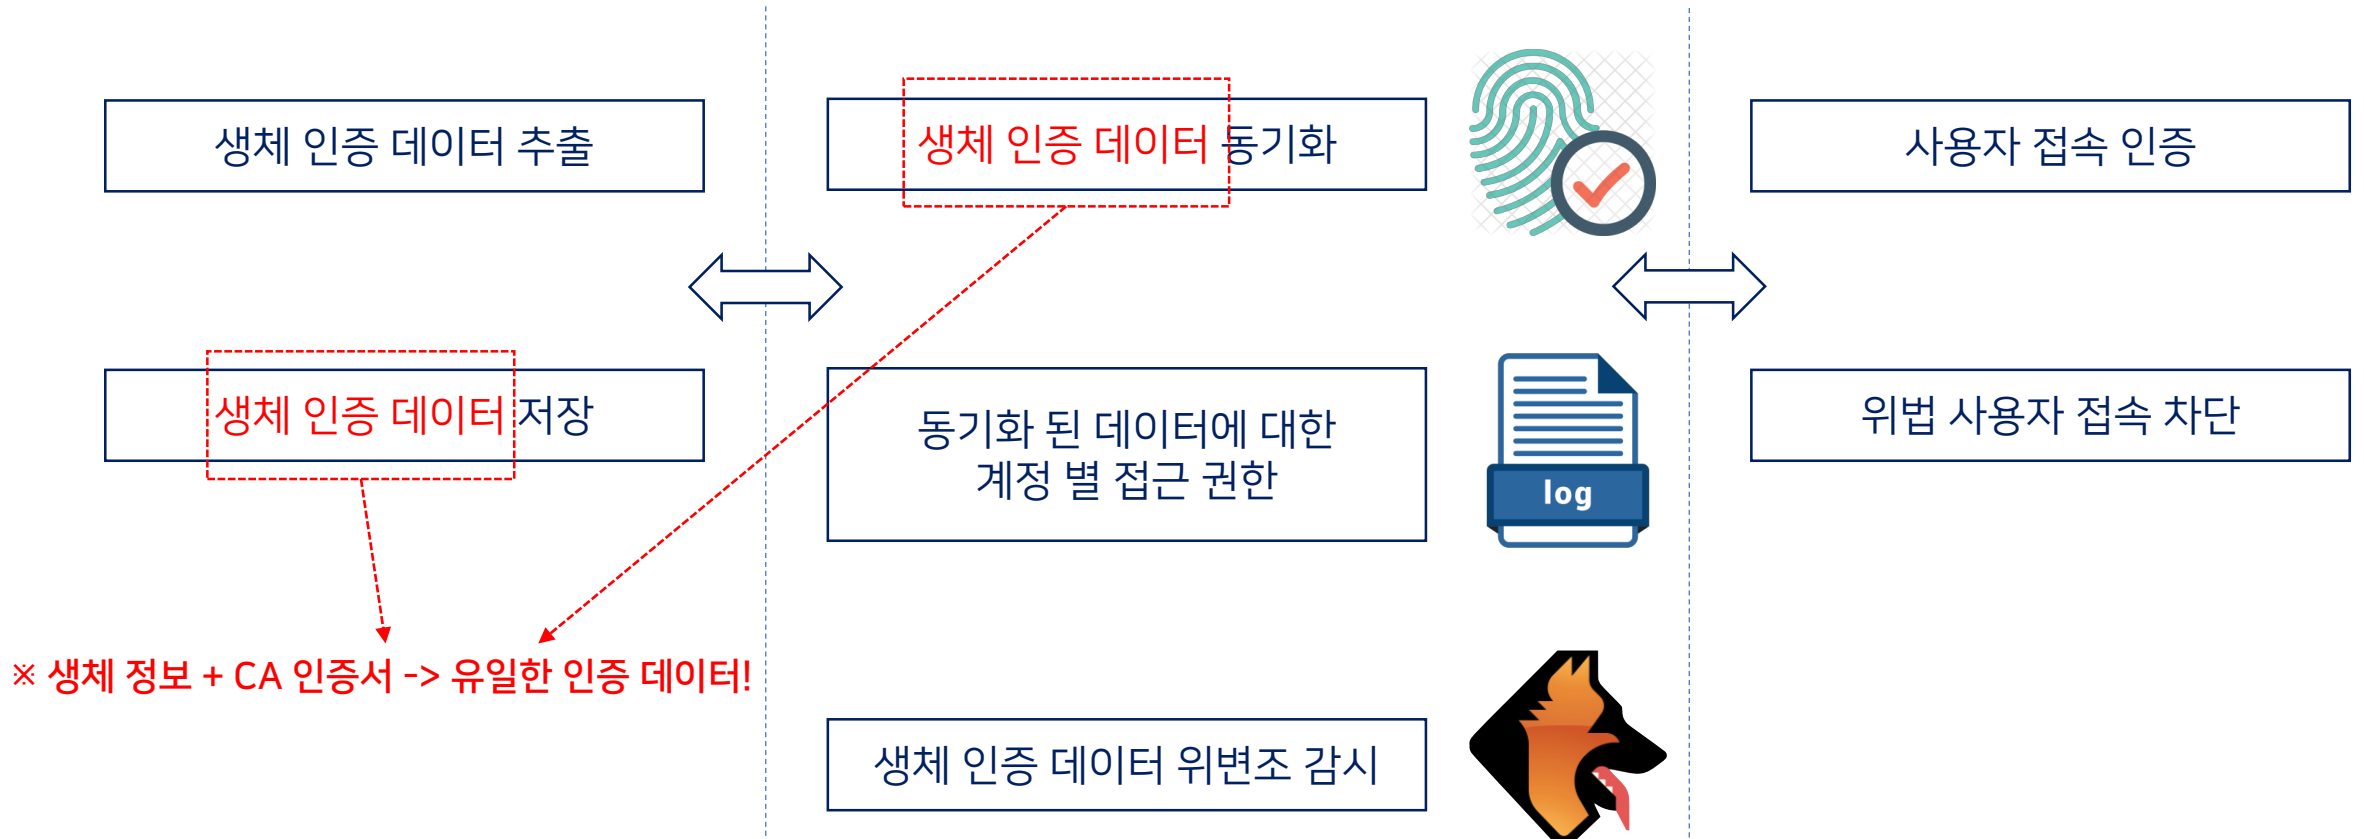 생체 인증 데이터 추출
생체 인증 데이터 저장
※ 생체 정보 + CA 인증서 -> 유일한 인증 데이터!
생체 인증 데이터 동기화
동기화 된 데이터에 대한
계정 별 접근 권한
log
생체 인증 데이터 위변조 감시
사용자 접속 인증
위법 사용자 접속 차단